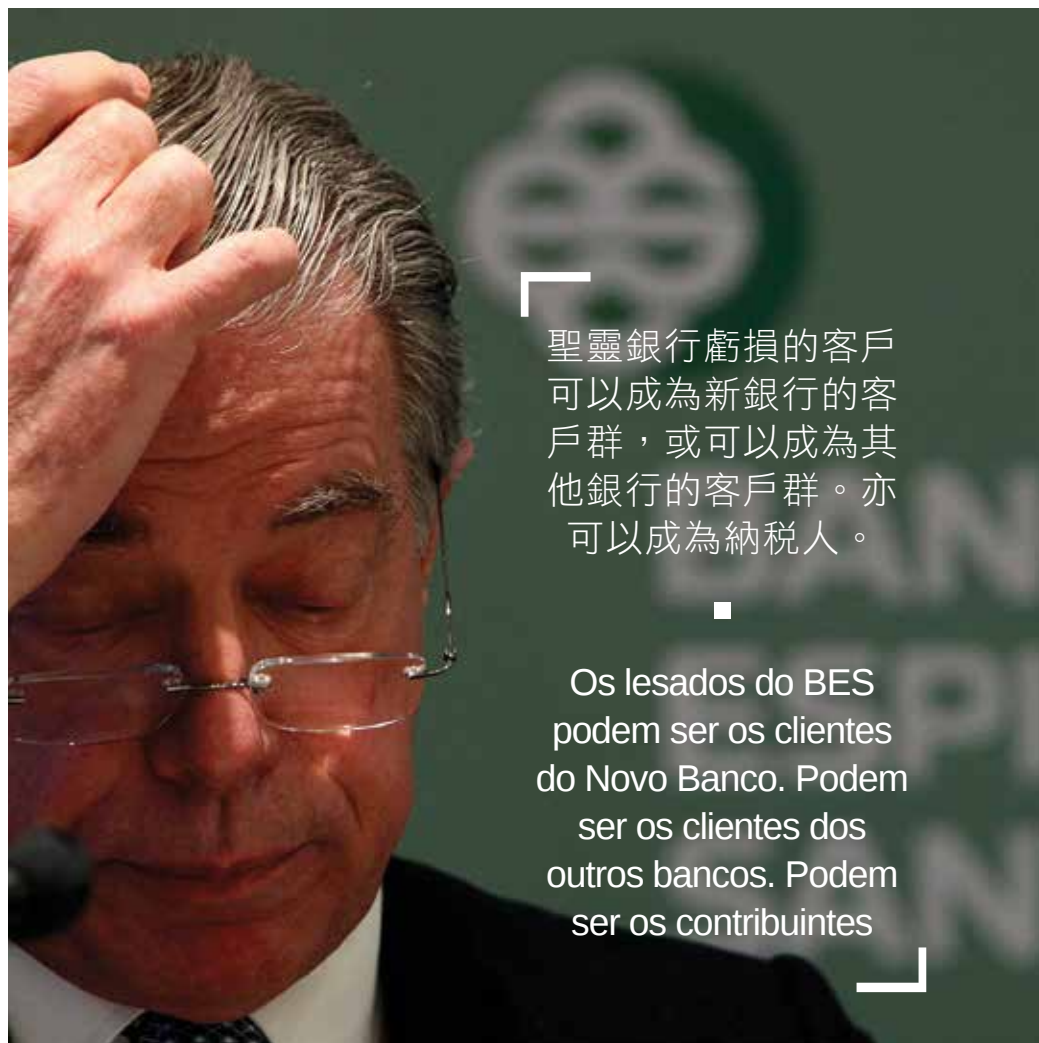 聖靈銀行虧損的客戶
可以成為新銀行的客
戶群，或可以成為其
他銀行的客戶群。亦
可以成為納税人。
Os lesados do BES
podem ser os clientes
do Novo Banco. Podem
ser os clientes dos
outros bancos. Podem
ser os contribuintes